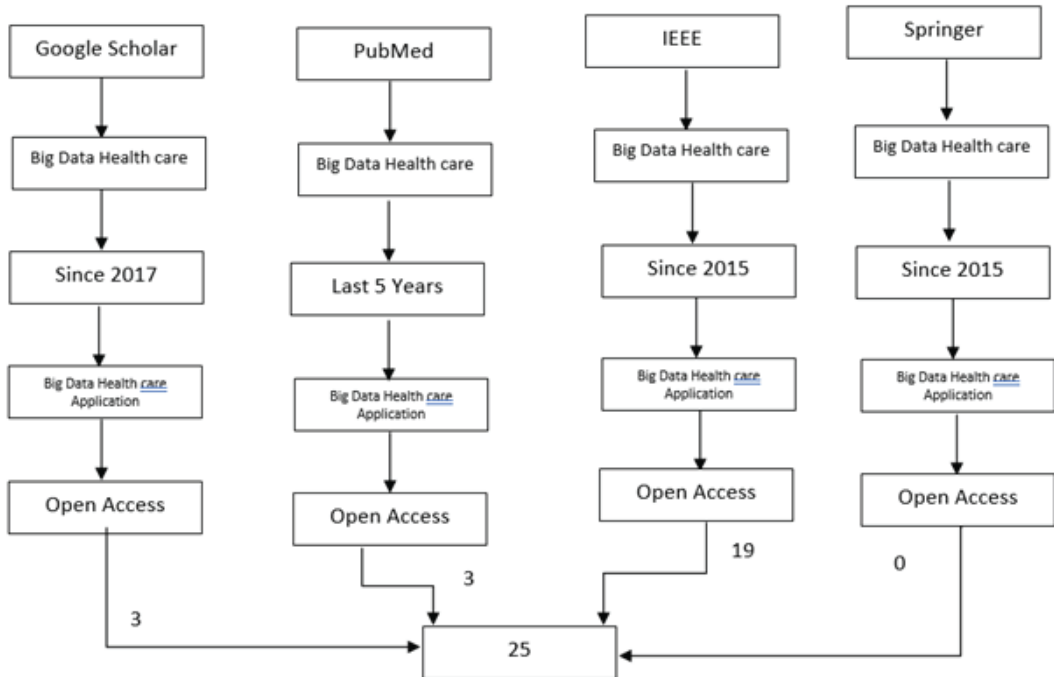 Google Scholar
Big Data Health care
Since 2017
Big Data Health care
Application
Open Access
3
PubMed
Big Data Health care
Last 5 Years
Big Data Health care
Application
Open Access
3
IEEE
Big Data Health care
Since 2015
Big Data Health care
Application
Open Access
19
Springer
Big Data Health care
Since 2015
Big Data Health care
Application
Open Access
0
25